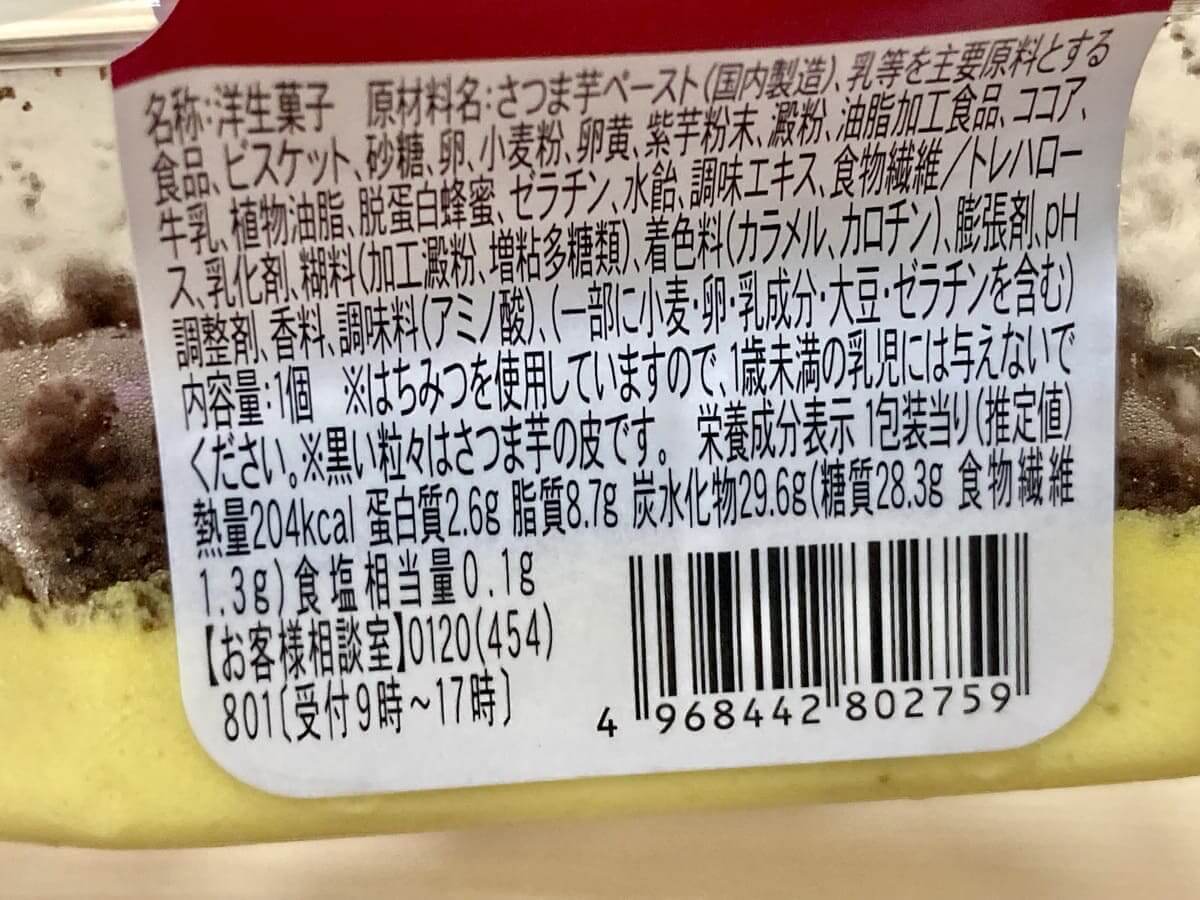 名称:洋生菓子　原材料名:さつま芋ペースト(国内製造)、乳等を主要原料とする
食品、ビスケット、砂糖、卵、小麦粉、卵黄、紫芋粉末、澱粉、油脂加工食品、ココア、
牛乳、植物油脂、脱蛋白蜂蜜、ゼラチン、水飴、調味エキス、食物繊維／トレハロー
ス、乳化剤、糊料(加工澱粉、増粘多糖類)、着色料(カラメル、カロチン)、膨張剤、pH
調整剤、香料、調味料(アミノ酸)、(一部に小麦・卵・乳成分・大豆・ゼラチンを含む)
内容量:1個　※はちみつを使用していますので、1歳未満の乳児には与えないで
ください。※黒い粒々はさつま芋の皮です。 栄養成分表示 1包装当り(推定値)
熱量204kcal 蛋白質2.6g 脂質8.7g 炭水化物29.6g(糖質28.3g 食物繊維
1.3g)食塩相当量0.1g
【お客様相談室】0120(454)
801〔受付9時〜17時〕
4 968442 802759